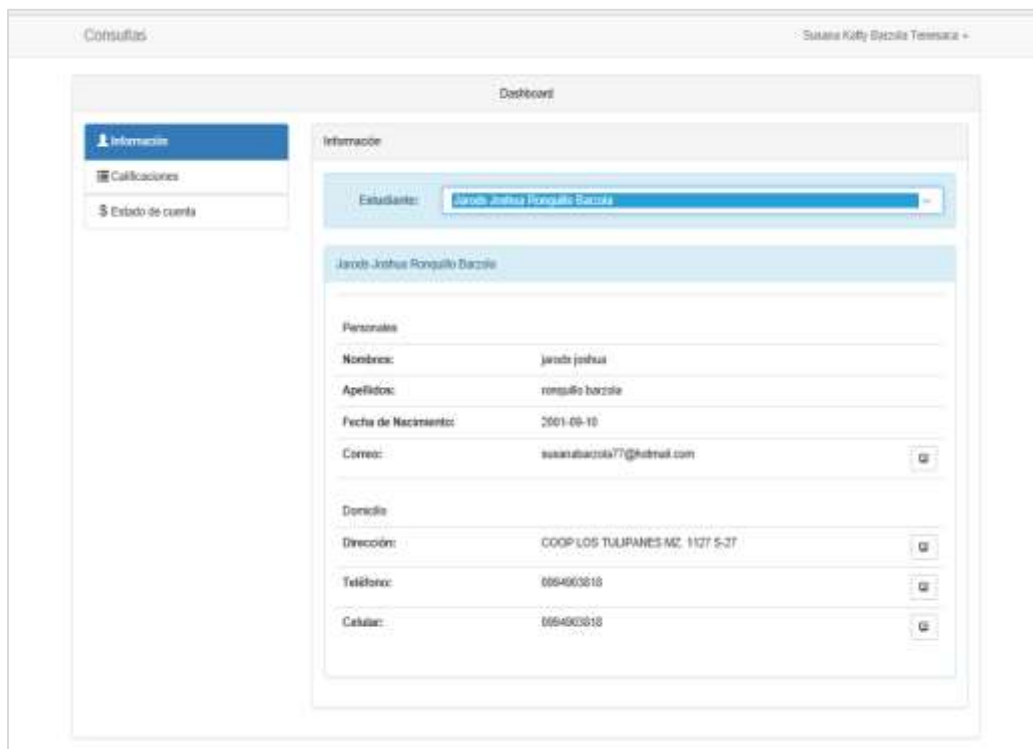 Consultas
Susana Katty Barzola
Dashboard
Información
Calificaciones
$ Estado de cuenta
Información
Estudiante: Jarods Joshua Ronquillo Barzola
Jarods Joshua Ronquillo Barzola
Personales
Nombres: jarods joshua
Apellidos: ronquillo barzola
Fecha de Nacimiento: 2001-09-10
Correo: susanabarzola77@hotmail.com
Domicilio
Dirección: COOP LOS TULIPANES MZ. 1127 S-27
Teléfono: 0994903818
Celular: 0994903818